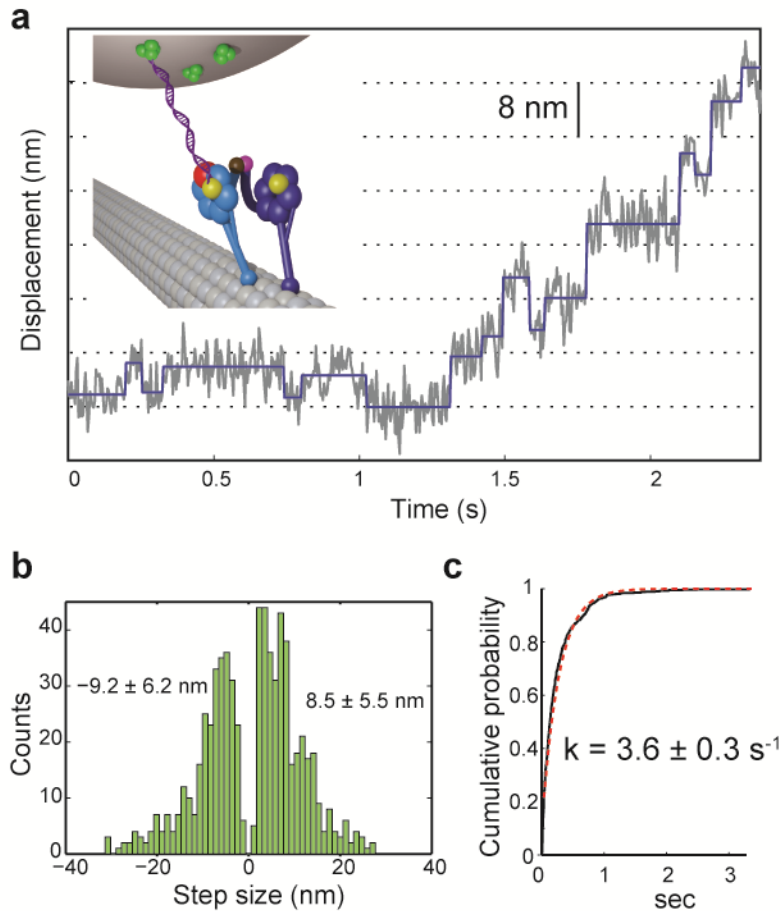 a
Displacement (nm)
8 nm
0 0.5 1 1.5 2
Time (s)
b
Counts
40
30
20
10
0
−9.2 ± 6.2 nm
8.5 ± 5.5 nm
−40 −20 0 20 40
Step size (nm)
c
Cumulative probability
1
0.8
0.6
0.4
0.2
0
k = 3.6 ± 0.3 s⁻¹
0 1 2 3
sec